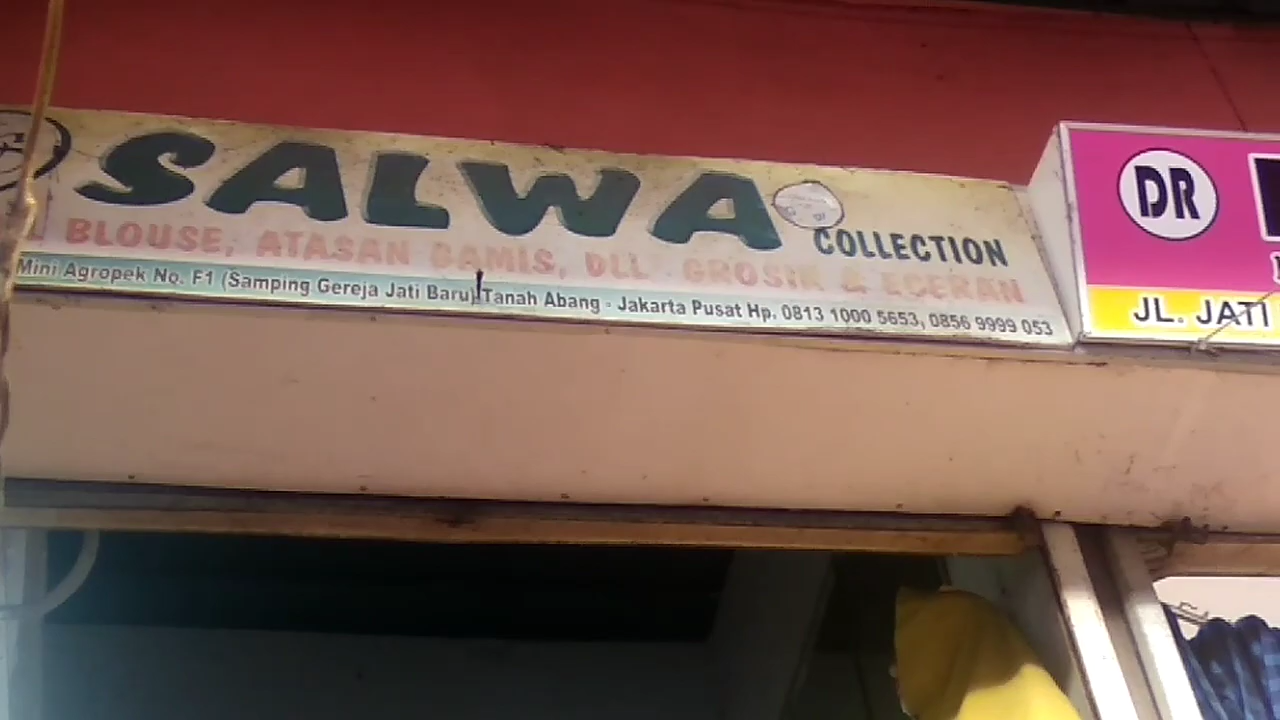 SALWA
COLLECTION
BLOUSE, ATASAN GAMIS, DLL GROSIR & ECERAN
Mini Agropek No. F1 (Samping Gereja Jati Baru) Tanah Abang - Jakarta Pusat Hp. 0813 1000 5653, 0856 9999 053
DR
JL. JATI